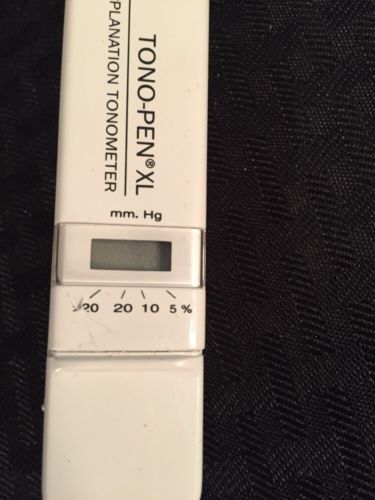 TONO-PEN® XL
PLANATION TONOMETER
mm. Hg
>20 20 10 5 %